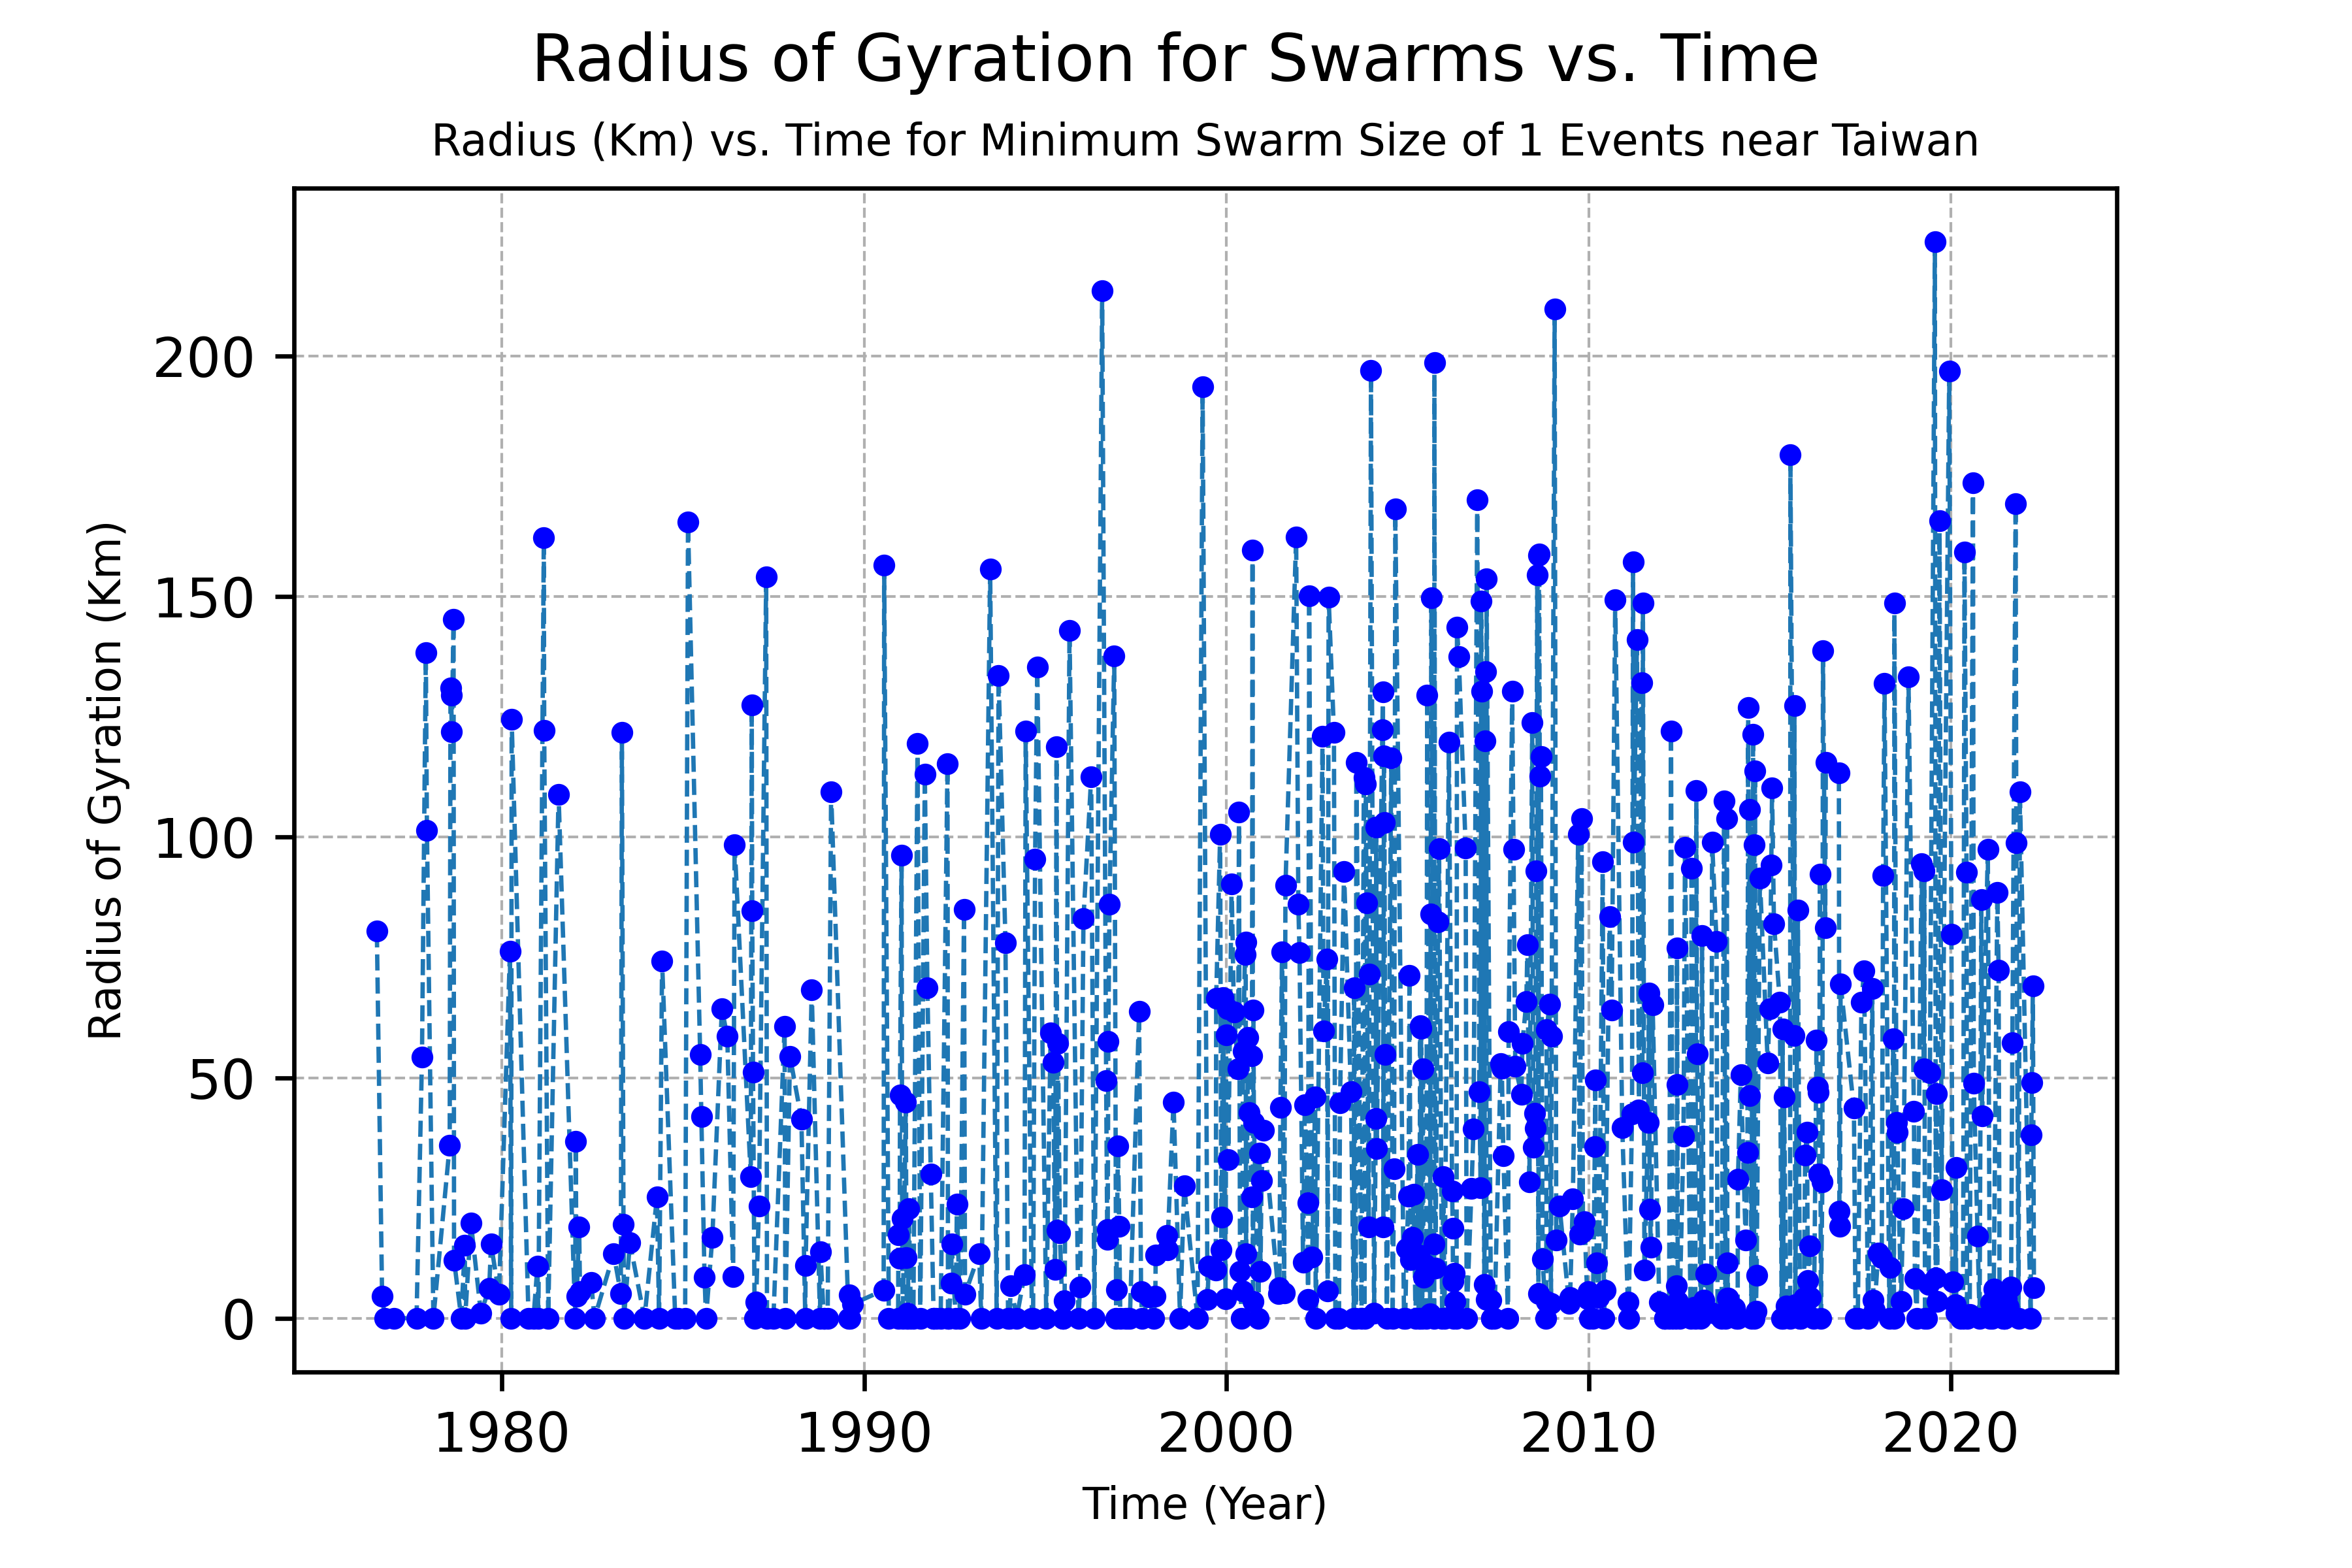 Radius of Gyration for Swarms vs. Time
Radius (Km) vs. Time for Minimum Swarm Size of 1 Events near Taiwan
Radius of Gyration (Km)
200
150
100
50
0
1980 1990 2000 2010 2020
Time (Year)